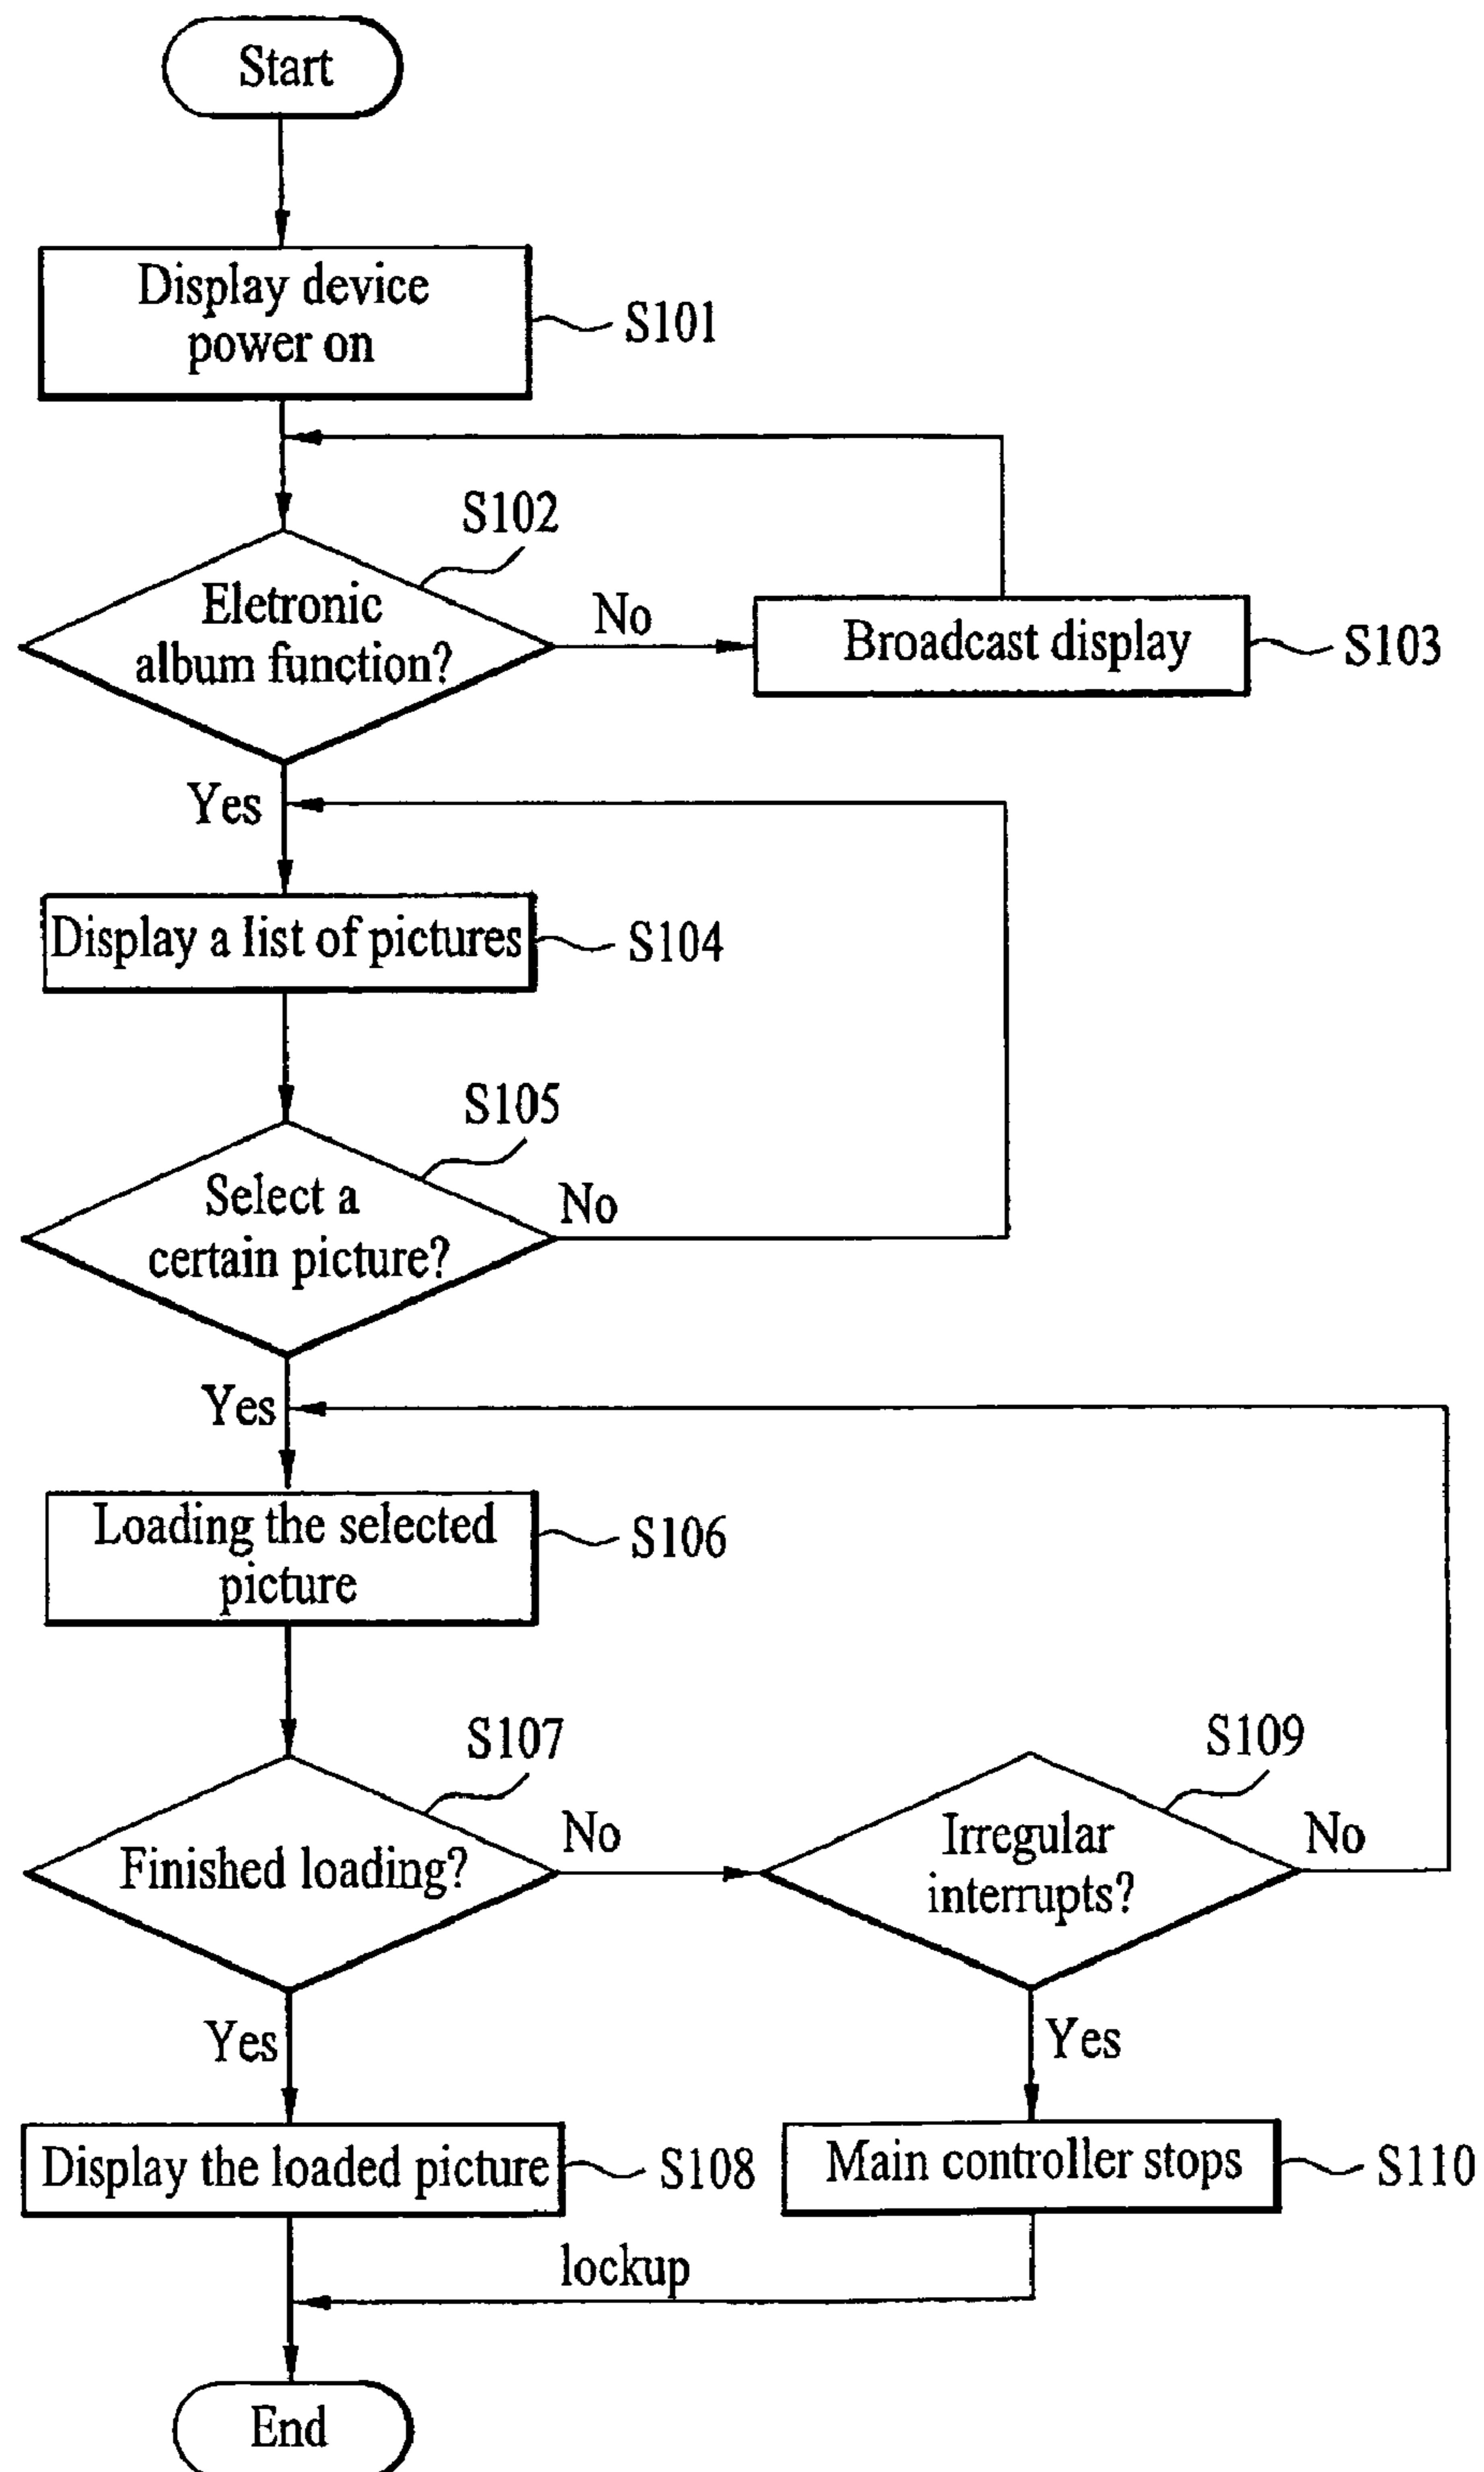 Start
Display device
power on
S101
S102
Eletronic
album function?
No
Broadcast display
S103
Yes
Display a list of pictures
S104
S105
Select a
certain picture?
No
Yes
Loading the selected
picture
S106
S107
Finished loading?
No
S109
Irregular
interrupts?
No
Yes
Yes
Display the loaded picture
S108
Main controller stops
S110
lockup
End